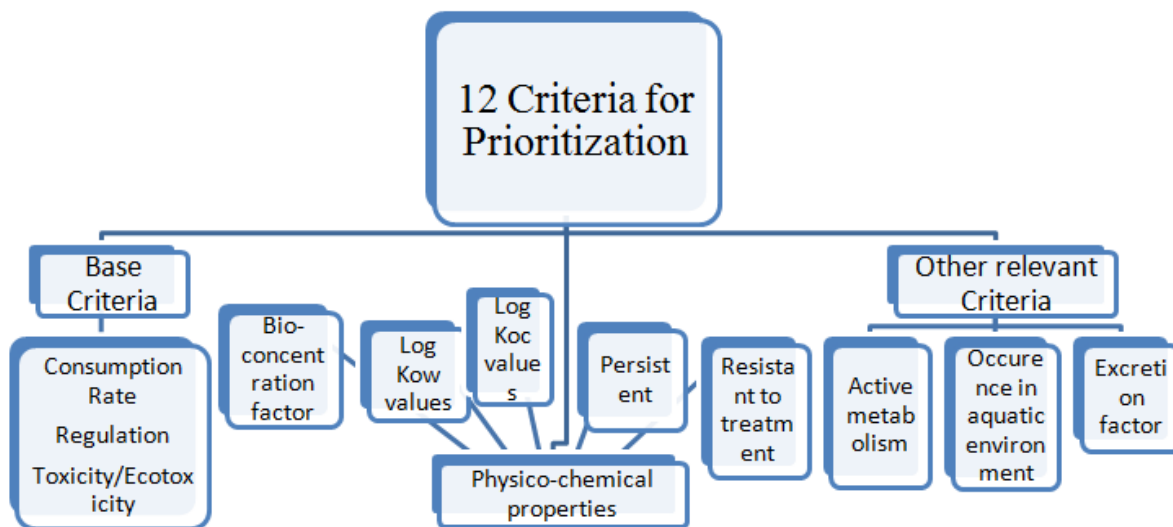 12 Criteria for
Prioritization
Base
Criteria
Other relevant
Criteria
Consumption
Rate
Regulation
Toxicity/Ecotox
icity
Bio-
concent
ration
factor
Log
Kow
values
Log
Koc
value
s
Persist
ent
Resista
nt to
treatm
ent
Active
metab
olism
Occure
nce in
aquatic
environ
ment
Excreti
on
factor
Physico-chemical
properties